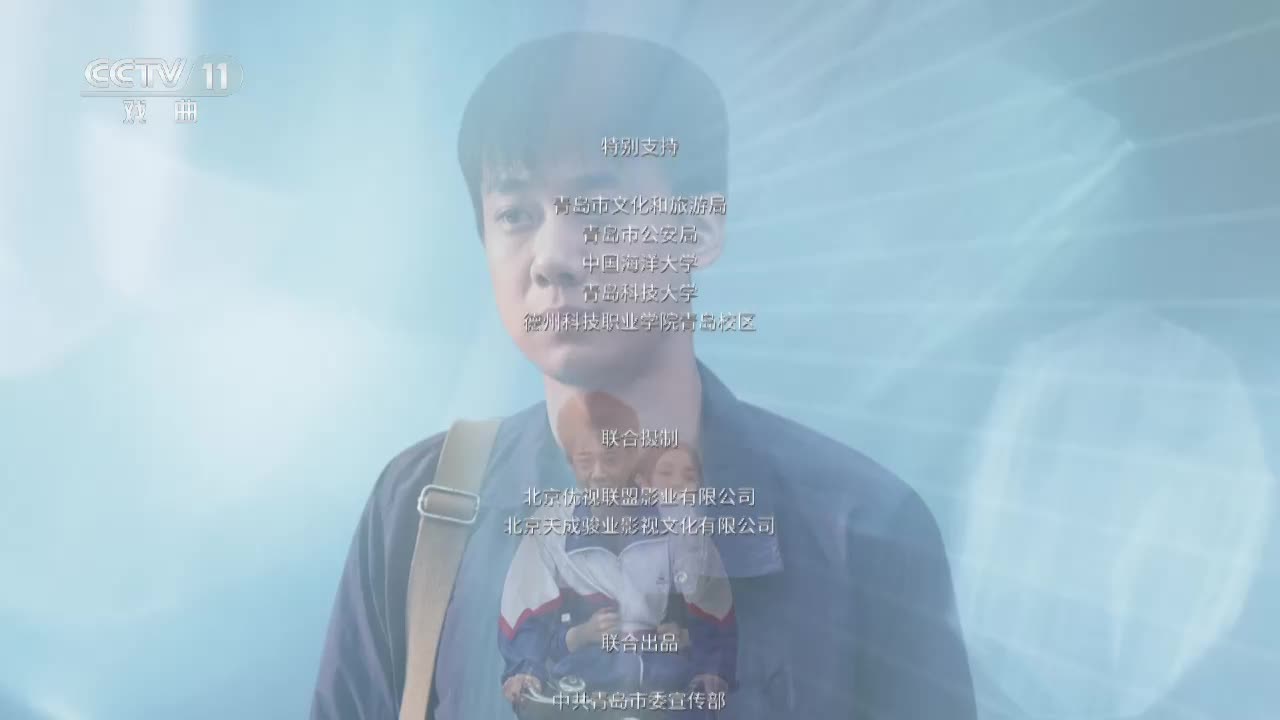 CCTV 11
戏曲
特别支持
青岛市文化和旅游局
青岛市公安局
中国海洋大学
青岛科技大学
德州科技职业学院青岛校区
联合摄制
北京优视联盟影业有限公司
北京天成骏业影视文化有限公司
联合出品
中共青岛市委宣传部